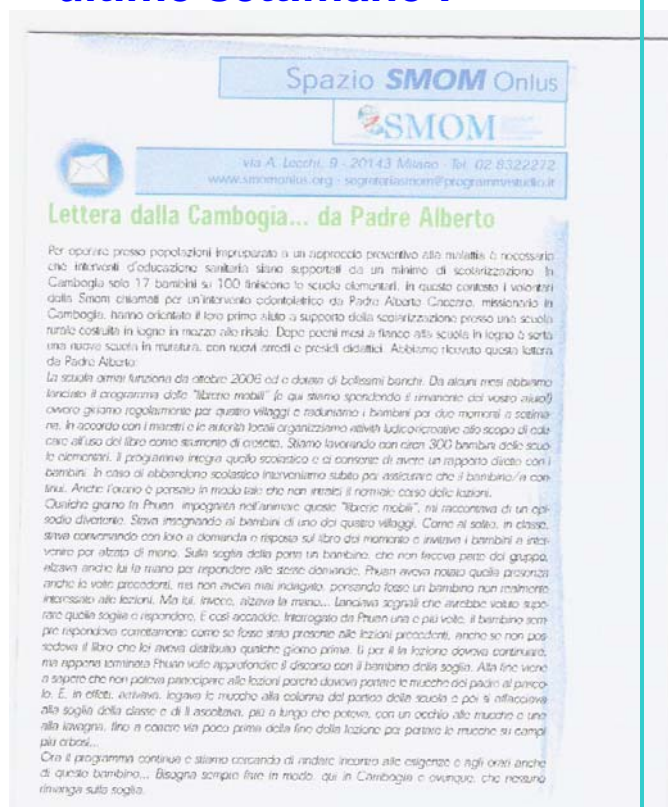 ultime settimane !
Spazio SMOM Onlus
SMOM
via A. Lecchi, 9 - 20143 Milano - Tel. 02 8322272
www.smomonlus.org - segretariasmom@programmvstudio.it
Lettera dalla Cambogia... da Padre Alberto
Per operare presso popolazioni impreparate a un approccio preventivo alla malattia è necessario
che interventi d'educazione sanitaria siano supportati da un minimo di scolarizzazione. In
Cambogia solo 17 bambini su 100 finiscono le scuole elementari, in questo contesto i volontari
della Smom chiamati per un'intervento odontoiatrico da Padre Alberto Caccaro, missionario in
Cambogia, hanno orientato il loro primo aiuto a supporto della scolarizzazione presso una scuola
rurale costruita in legno in mezzo alle risaie. Dopo pochi mesi a fianco alla scuola in legno è sorta
una nuova scuola in muratura, con nuovi arredi e presidi didattici. Abbiamo ricevuto questa lettera
da Padre Alberto:
La scuola ormai funziona da ottobre 2006 ed è dotata di bellissimi banchi. Da alcuni mesi abbiamo
lanciato il programma delle "librerie mobili" (e qui stiamo spendendo il rimanente del vostro aiuto!)
ovvero giriamo regolarmente per quattro villaggi e raduniamo i bambini per due momenti a settima-
na. In accordo con i maestri e le autorità locali organizziamo attività ludico-ricreative allo scopo di edu-
care all'uso del libro come strumento di crescita. Stiamo lavorando con circa 300 bambini delle scuo-
le elementari. Il programma integra quello scolastico e ci consente di avere un rapporto diretto con i
bambini. In caso di abbandono scolastico interveniamo subito per assicurare che il bambino/a con-
tinui. Anche l'orario è pensato in modo tale che non intralci il normale corso delle lezioni.
Qualche giorno fa Phuan, impegnata nell'animare queste "librerie mobili", mi raccontava di un epi-
sodio divertente. Stava insegnando ai bambini di uno dei quattro villaggi. Come al solito, in classe,
stava conversando con loro a domanda e risposta sul libro del momento e invitava i bambini a inter-
venire per alzata di mano. Sulla soglia della porta un bambino, che non faceva parte del gruppo,
alzava anche lui la mano per rispondere alle stesse domande. Phuan aveva notato quella presenza
anche le volte precedenti, ma non aveva mai indagato, pensando fosse un bambino non realmente
interessato alle lezioni. Ma lui, invece, alzava la mano... Lanciava segnali che avrebbe voluto supe-
rare quella soglia e rispondere. E così accadde. Interrogato da Phuan una e più volte, il bambino sem-
pre rispondeva correttamente come se fosse stato presente alle lezioni precedenti, anche se non pos-
sedeva il libro che lei aveva distribuito qualche giorno prima. Lì per lì la lezione doveva continuare,
ma appena terminata Phuan volle approfondire il discorso con il bambino della soglia. Alla fine viene
a sapere che non poteva partecipare alle lezioni perché doveva portare le mucche del padre al pasco-
lo. E, in effetti, arrivava, legava le mucche alla colonna del portico della scuola e poi si affacciava
alla soglia della classe e di lì ascoltava, più a lungo che poteva, con un occhio alle mucche e uno
alla lavagna, fino a correre via poco prima della fine della lezione per portare le mucche su campi
più erbosi...
Ora il programma continua e stiamo cercando di andare incontro alle esigenze e agli orari anche
di questo bambino... Bisogna sempre fare in modo, qui in Cambogia e ovunque, che nessuno
rimanga sulla soglia.